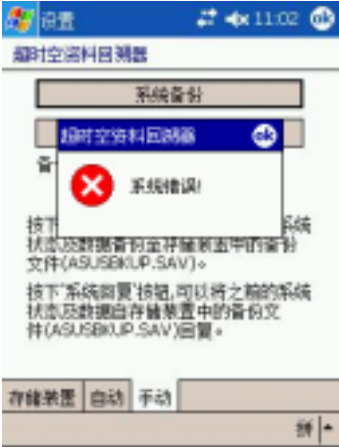 设置 11:02 ok
超时空资料回溯器
系统备份
超时空资料回溯器 ok
备
系统错误!
按下 系统
状态及数据备份至存储装置中的备份
文件(ASUSBKUP.SAV)。
按下'系统回复'按钮,可以将之前的系统
状态及数据自存储装置中的备份文
件(ASUSBKUP.SAV)回复。
存储装置 自动 手动
拼